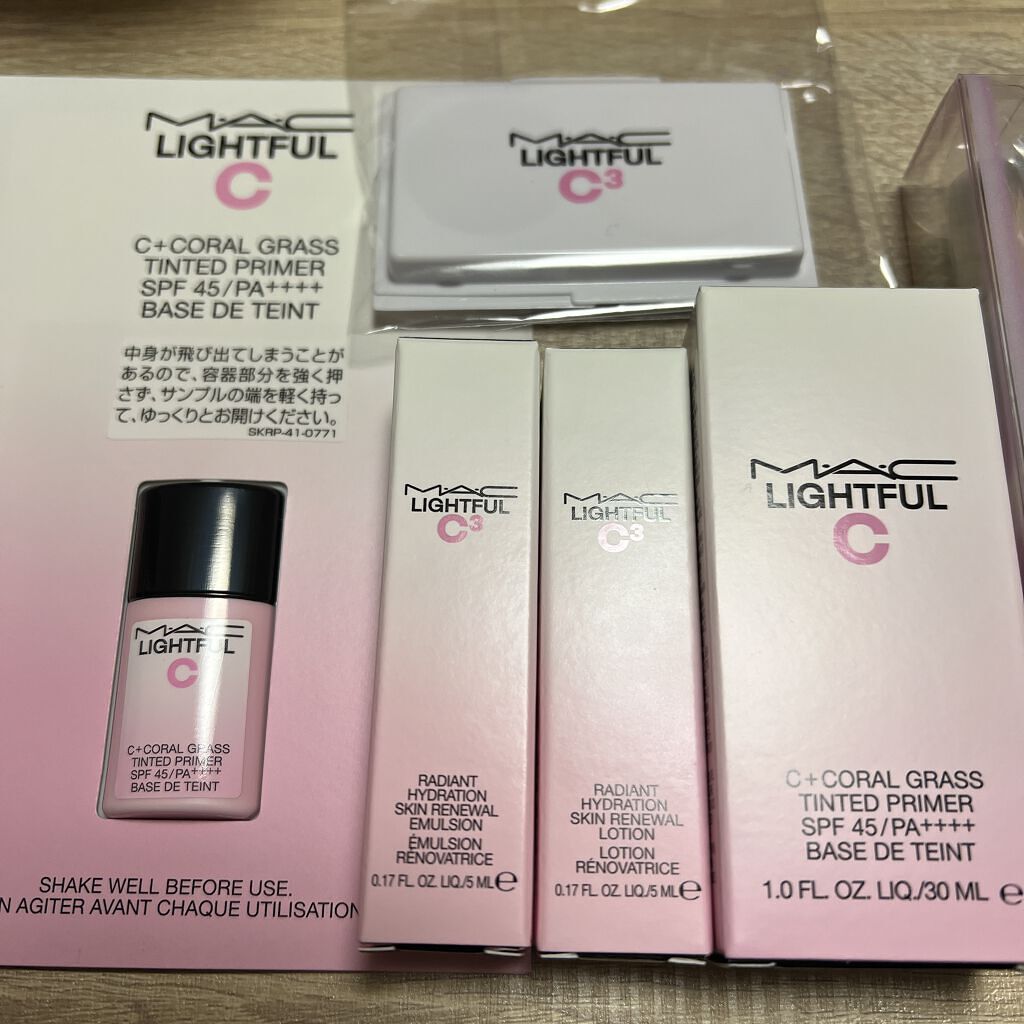 M·A·C
LIGHTFUL
C
C+CORAL GRASS
TINTED PRIMER
SPF 45/PA++++
BASE DE TEINT
中身が飛び出てしまうことが
あるので、容器部分を強く押
さず、サンプルの端を軽く持っ
て、ゆっくりとお開けください。
SKRP-41-0771
M·A·C
LIGHTFUL
C
C+CORAL GRASS
TINTED PRIMER
SPF 45/PA++++
BASE DE TEINT
SHAKE WELL BEFORE USE.
N AGITER AVANT CHAQUE UTILISATION
M·A·C
LIGHTFUL
C³
M·A·C
LIGHTFUL
C³
RADIANT
HYDRATION
SKIN RENEWAL
EMULSION
ÉMULSION
RÉNOVATRICE
0.17 FL. OZ. LIQ./5 ML e
M·A·C
LIGHTFUL
C³
RADIANT
HYDRATION
SKIN RENEWAL
LOTION
LOTION
RÉNOVATRICE
0.17 FL. OZ. LIQ./5 ML e
M·A·C
LIGHTFUL
C
C+CORAL GRASS
TINTED PRIMER
SPF 45/PA++++
BASE DE TEINT
1.0 FL. OZ. LIQ./30 ML e